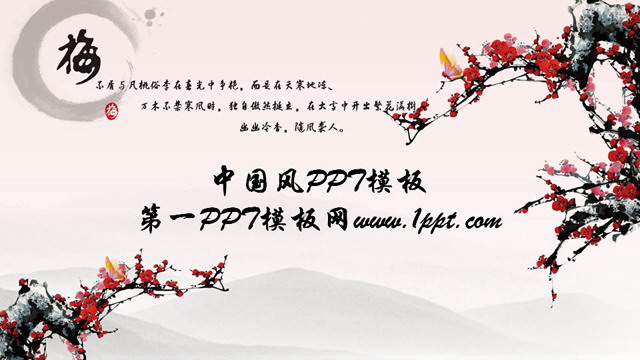 梅
不屑与凡桃俗李在春光中争艳，而是在天寒地冻、
梅
万木不禁寒风时，独自傲然挺立，在大雪中开出繁花满树
幽幽冷香，随风袭人。
中国风PPT模板
第一PPT模板网www.1ppt.com